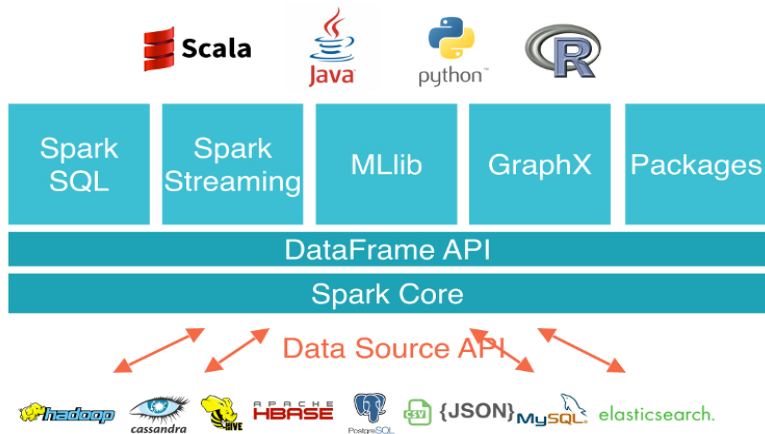 Scala
Java
python™
R
Spark
SQL
Spark
Streaming
MLlib
GraphX
Packages
DataFrame API
Spark Core
Data Source API
hadoop
cassandra
HIVE
APACHE
HBASE
PostgreSQL
CSV
{JSON}
MySQL®
elasticsearch.